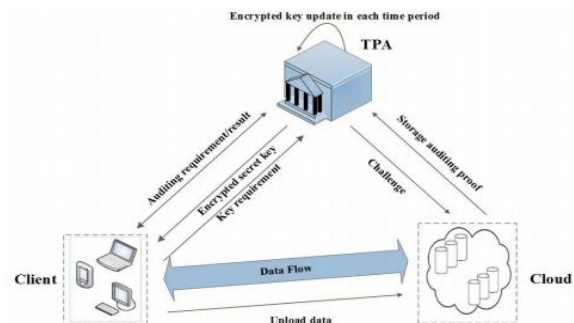 Encrypted key update in each time period
TPA
Auditing requirement/result
Encrypted secret key
Key requirement
Challenge
Storage auditing proof
Client
Data Flow
Cloud
Upload data